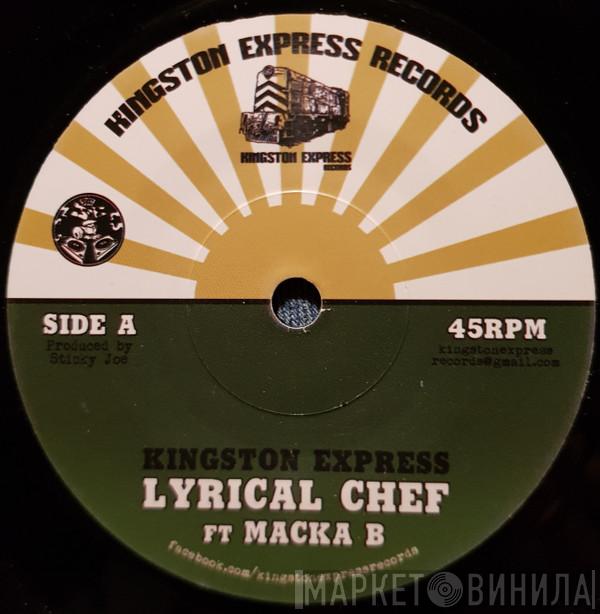 KINGSTON EXPRESS RECORDS
KINGSTON EXPRESS
RECORDS
SIDE A
Produced by
Sticky Joe
45RPM
kingstonexpress
records@gmail.com
KINGSTON EXPRESS
LYRICAL CHEF
FT MACKA B
facebook.com/kingstonexpressrecords
МАРКЕТ ВИНИЛА